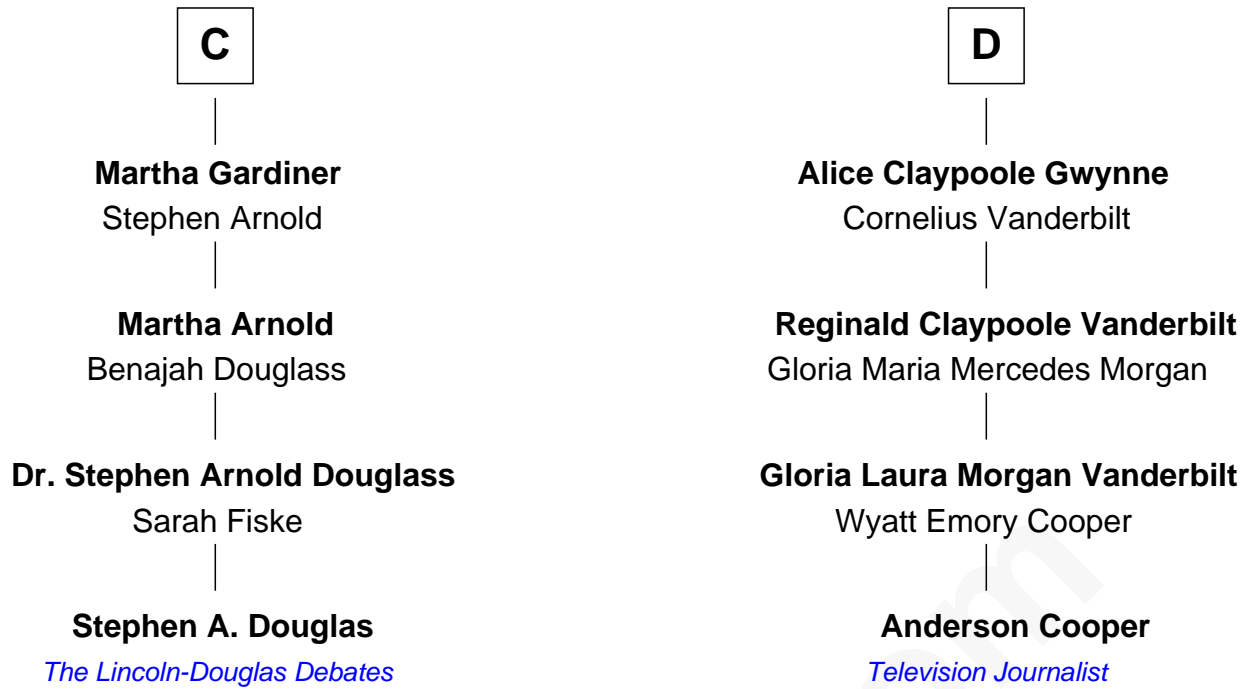 C
Martha Gardiner
Stephen Arnold
Martha Arnold
Benajah Douglass
Dr. Stephen Arnold Douglass
Sarah Fiske
Stephen A. Douglas
The Lincoln-Douglas Debates
D
Alice Claypoole Gwynne
Cornelius Vanderbilt
Reginald Claypoole Vanderbilt
Gloria Maria Mercedes Morgan
Gloria Laura Morgan Vanderbilt
Wyatt Emory Cooper
Anderson Cooper
Television Journalist